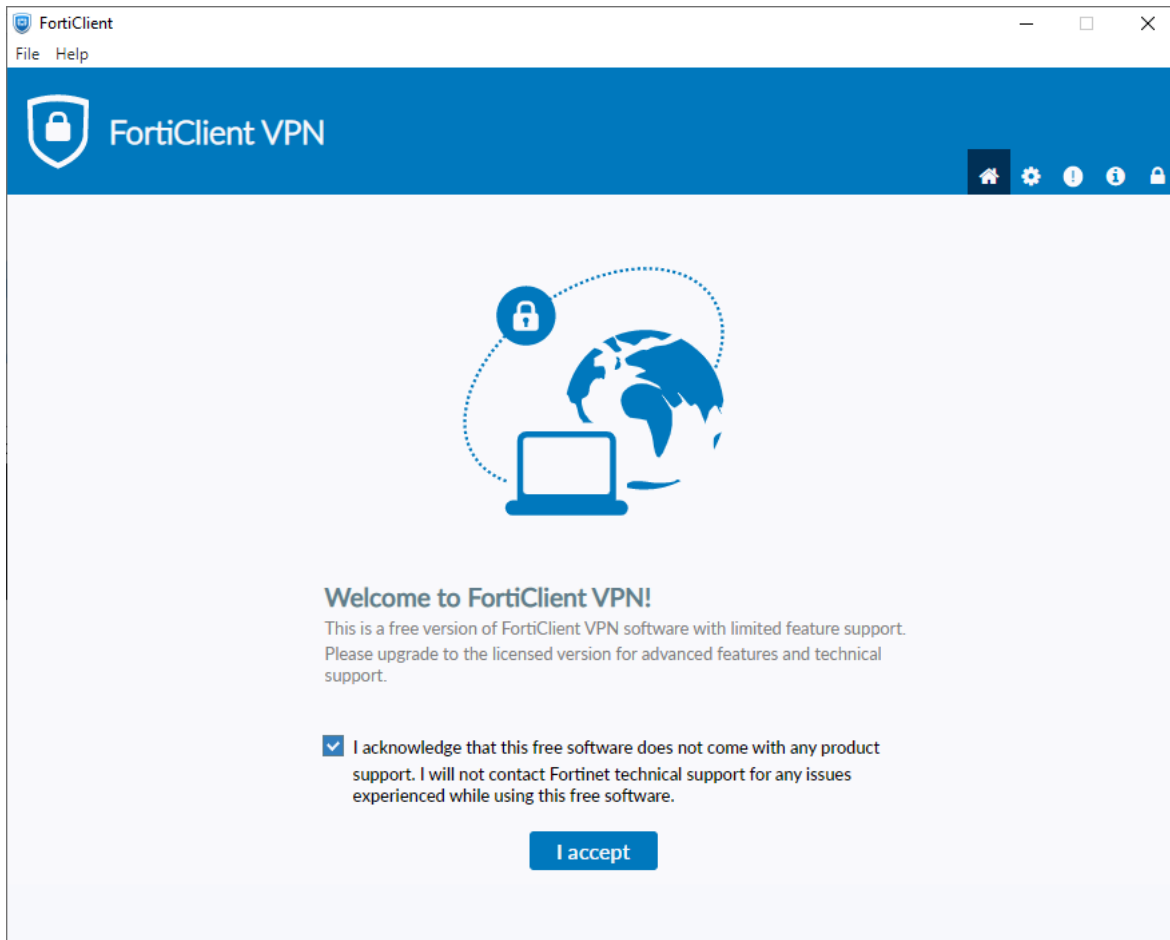 FortiClient
File Help
FortiClient VPN
Welcome to FortiClient VPN!
This is a free version of FortiClient VPN software with limited feature support.
Please upgrade to the licensed version for advanced features and technical
support.
I acknowledge that this free software does not come with any product
support. I will not contact Fortinet technical support for any issues
experienced while using this free software.
I accept